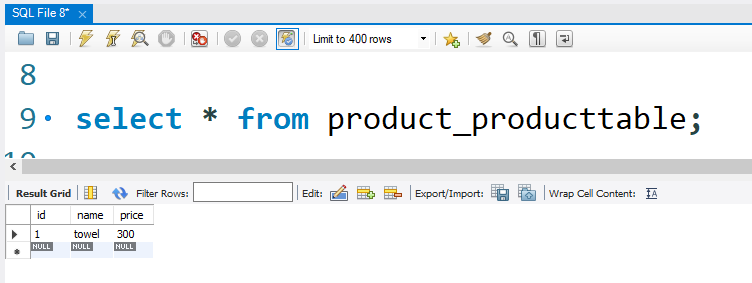 SQL File 8*
Limit to 400 rows
8
9 select * from product_producttable;
Result Grid Filter Rows: Edit: Export/Import: Wrap Cell Content:
id name price
1 towel 300
NULL NULL NULL